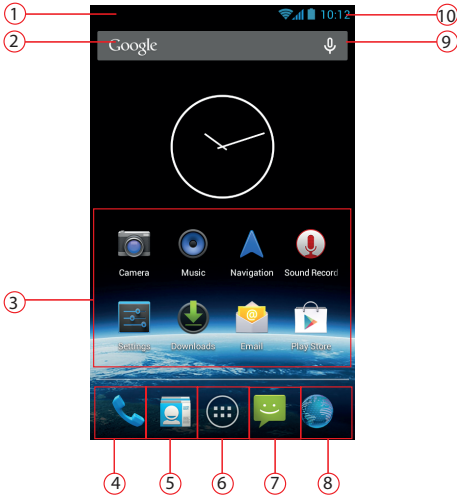 1
10:12
10
2
Google
9
Camera Music Navigation Sound Record
3
Settings Downloads Email Play Store
4 5 6 7 8